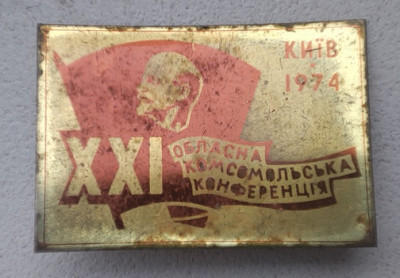 КИЇВ
1974
XXI
ОБЛАСНА
КОМСОМОЛЬСЬКА
КОНФЕРЕНЦІЯ